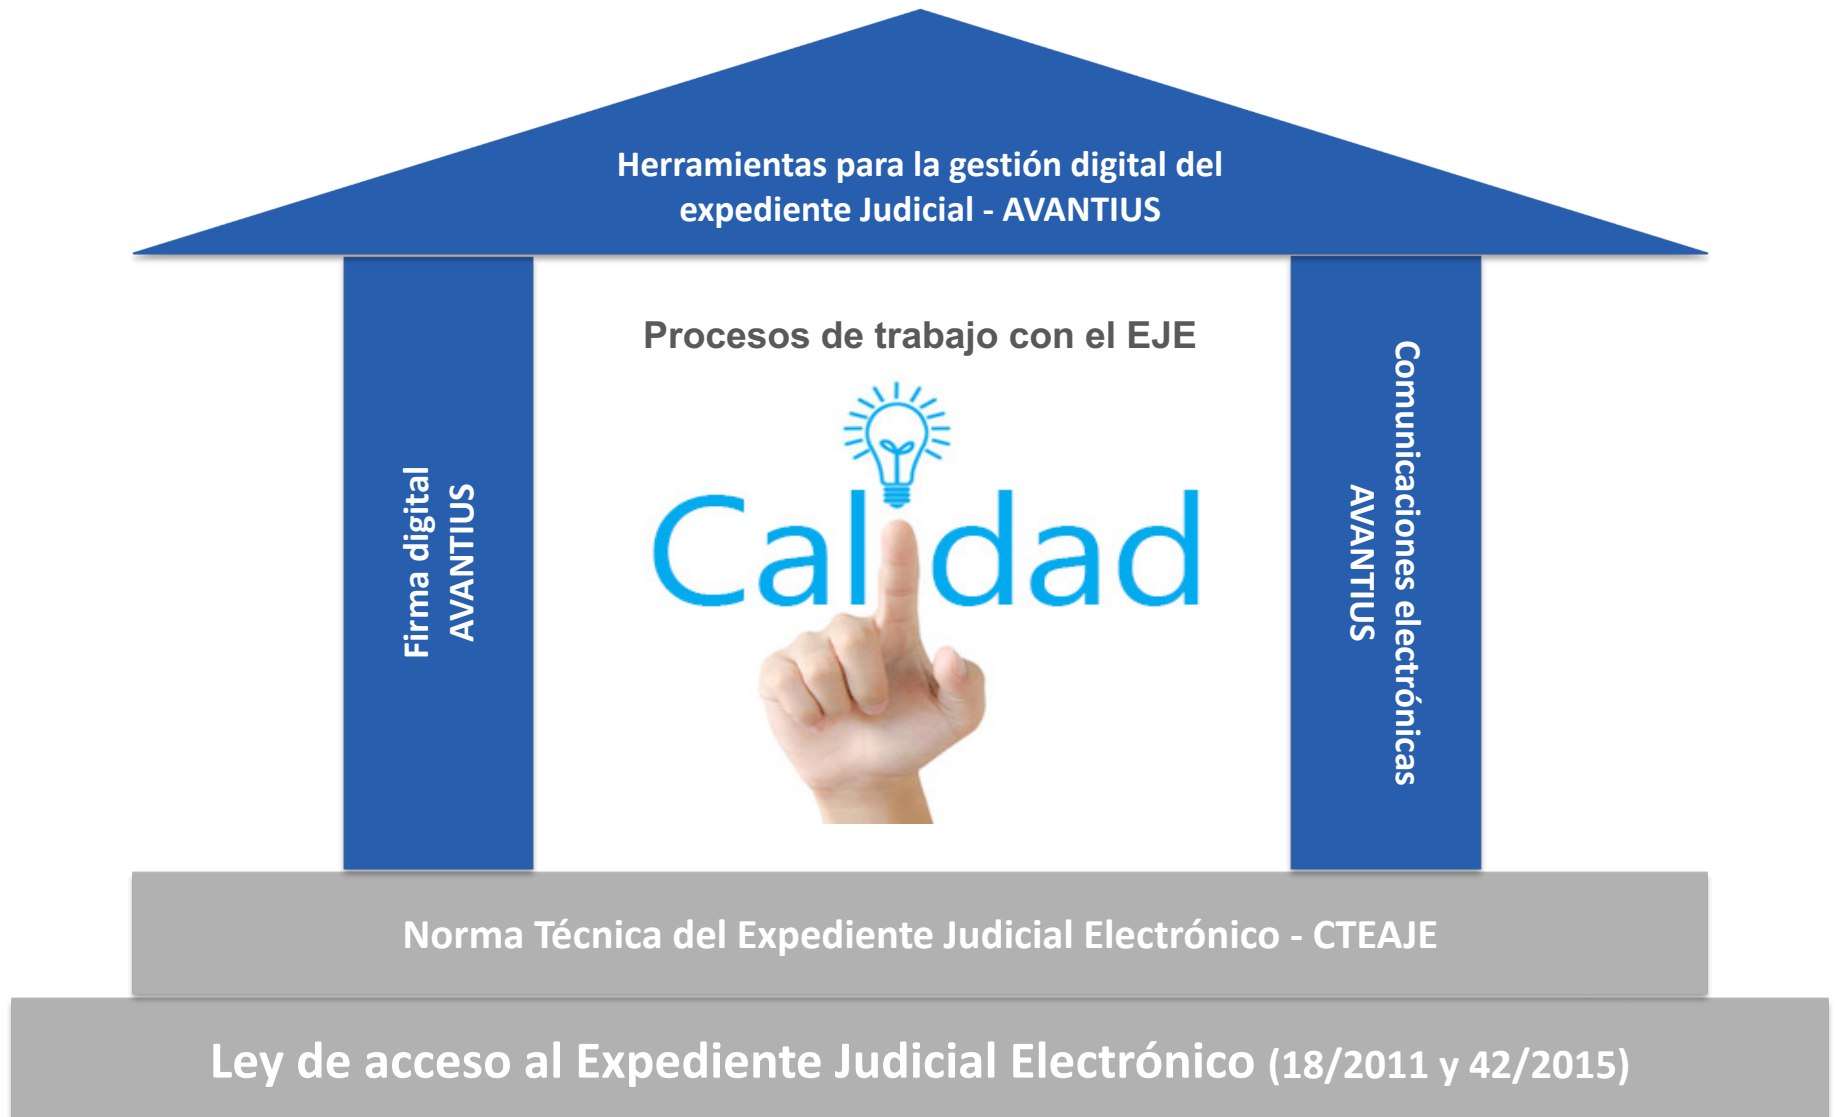 Herramientas para la gestión digital del
expediente Judicial - AVANTIUS
Procesos de trabajo con el EJE
Firma digital
AVANTIUS
Calidad
Comunicaciones electrónicas
AVANTIUS
Norma Técnica del Expediente Judicial Electrónico - CTEAJE
Ley de acceso al Expediente Judicial Electrónico (18/2011 y 42/2015)